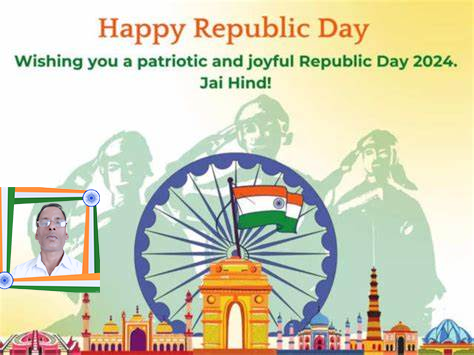 Happy Republic Day
Wishing you a patriotic and joyful Republic Day 2024.
Jai Hind!